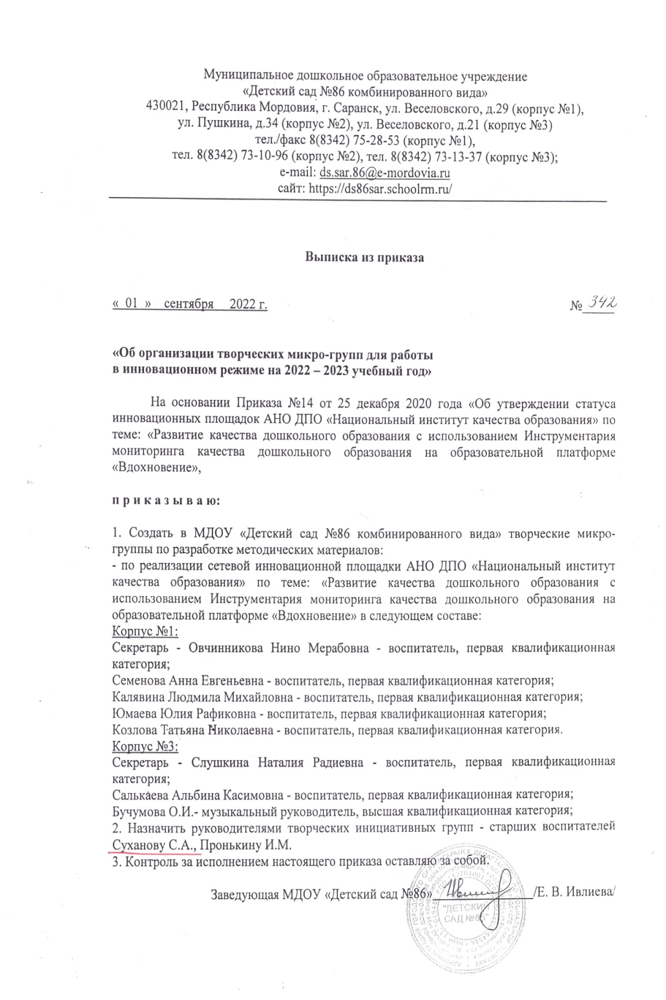 Муниципальное дошкольное образовательное учреждение
«Детский сад №86 комбинированного вида»
430021, Республика Мордовия, г. Саранск, ул. Веселовского, д.29 (корпус №1),
ул. Пушкина, д.34 (корпус №2), ул. Веселовского, д.21 (корпус №3)
тел./факс 8(8342) 75-28-53 (корпус №1),
тел. 8(8342) 73-10-96 (корпус №2), тел. 8(8342) 73-13-37 (корпус №3);
e-mail: ds.sar.86@e-mordovia.ru
сайт: https://ds86sar.schoolrm.ru/
Выписка из приказа
« 01 » сентября 2022 г. № 342
«Об организации творческих микро-групп для работы
в инновационном режиме на 2022 – 2023 учебный год»
На основании Приказа №14 от 25 декабря 2020 года «Об утверждении статуса
инновационных площадок АНО ДПО «Национальный институт качества образования» по
теме: «Развитие качества дошкольного образования с использованием Инструментария
мониторинга качества дошкольного образования на образовательной платформе
«Вдохновение»,
п р и к а з ы в а ю:
1. Создать в МДОУ «Детский сад №86 комбинированного вида» творческие микро-
группы по разработке методических материалов:
- по реализации сетевой инновационной площадки АНО ДПО «Национальный институт
качества образования» по теме: «Развитие качества дошкольного образования с
использованием Инструментария мониторинга качества дошкольного образования на
образовательной платформе «Вдохновение» в следующем составе:
Корпус №1:
Секретарь - Овчинникова Нино Мерабовна - воспитатель, первая квалификационная
категория;
Семенова Анна Евгеньевна - воспитатель, первая квалификационная категория;
Калявина Людмила Михайловна - воспитатель, первая квалификационная категория;
Юмаева Юлия Рафиковна - воспитатель, первая квалификационная категория;
Козлова Татьяна Николаевна - воспитатель, первая квалификационная категория.
Корпус №3:
Секретарь - Слушкина Наталия Радиевна - воспитатель, первая квалификационная
категория;
Салькаева Альбина Касимовна - воспитатель, первая квалификационная категория;
Бучумова О.И.- музыкальный руководитель, высшая квалификационная категория;
2. Назначить руководителями творческих инициативных групп - старших воспитателей
Суханову С.А., Пронькину И.М.
3. Контроль за исполнением настоящего приказа оставляю за собой.
Заведующая МДОУ «Детский сад №86» /Е. В. Ивлиева/
"ДЕТСКИЙ
САД №86"